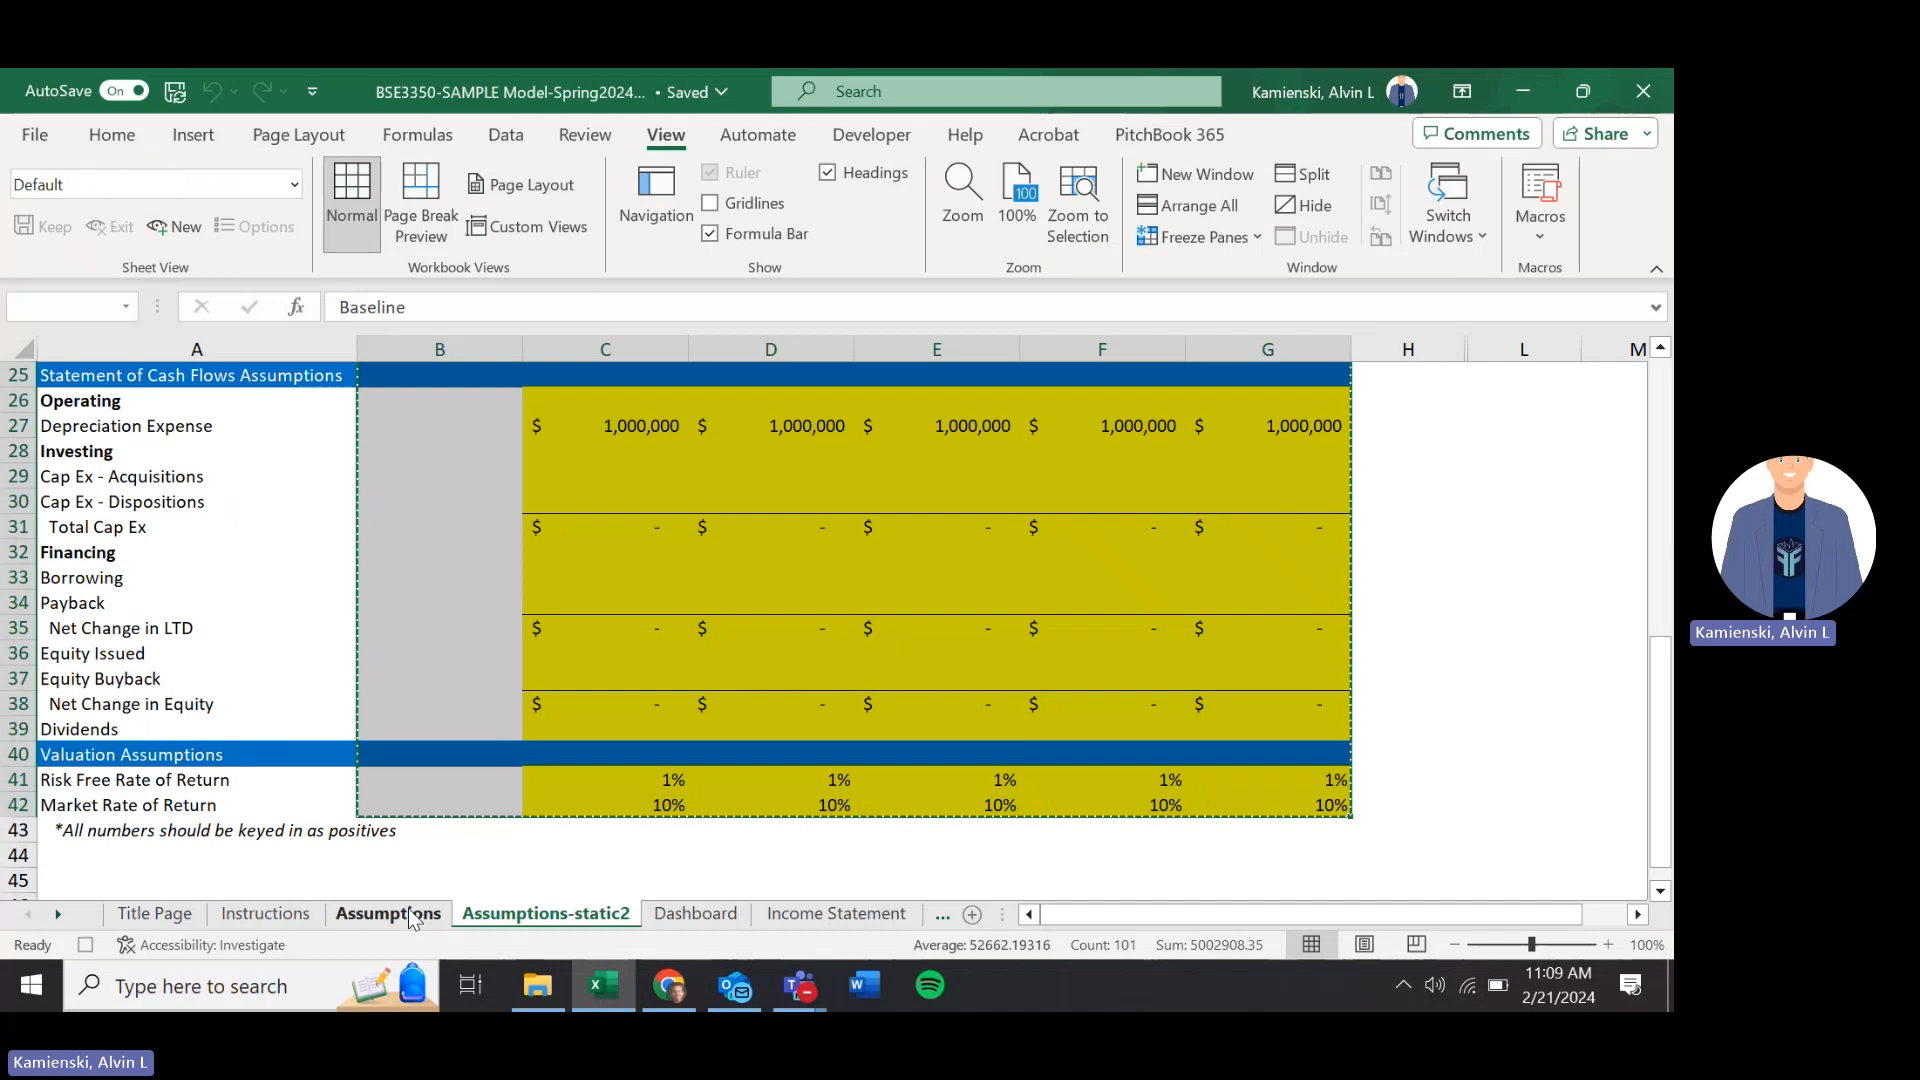 AutoSave On BSE3350-SAMPLE Model-Spring2024... • Saved Search Kamienski, Alvin L
File Home Insert Page Layout Formulas Data Review View Automate Developer Help Acrobat PitchBook 365 Comments Share
Default
Keep Exit New Options
Sheet View
Normal Page Break Preview Page Layout Custom Views
Workbook Views
Navigation Ruler Gridlines Formula Bar Headings
Show
Zoom 100 100% Zoom to Selection
Zoom
New Window Arrange All Freeze Panes Split Hide Unhide Switch Windows
Window
Macros
Macros
fx Baseline
A B C D E F G H L M
25 Statement of Cash Flows Assumptions
26 Operating
27 Depreciation Expense $ 1,000,000 $ 1,000,000 $ 1,000,000 $ 1,000,000 $ 1,000,000
28 Investing
29 Cap Ex - Acquisitions
30 Cap Ex - Dispositions
31 Total Cap Ex $ - $ - $ - $ - $ -
32 Financing
33 Borrowing
34 Payback
35 Net Change in LTD $ - $ - $ - $ - $ -
36 Equity Issued
37 Equity Buyback
38 Net Change in Equity $ - $ - $ - $ - $ -
39 Dividends
40 Valuation Assumptions
41 Risk Free Rate of Return 1% 1% 1% 1% 1%
42 Market Rate of Return 10% 10% 10% 10% 10%
43 *All numbers should be keyed in as positives
44
45
Title Page Instructions Assumptions Assumptions-static2 Dashboard Income Statement ...
Ready Accessibility: Investigate Average: 52662.19316 Count: 101 Sum: 5002908.35 100%
Type here to search 11:09 AM
2/21/2024
Kamienski, Alvin L
Kamienski, Alvin L